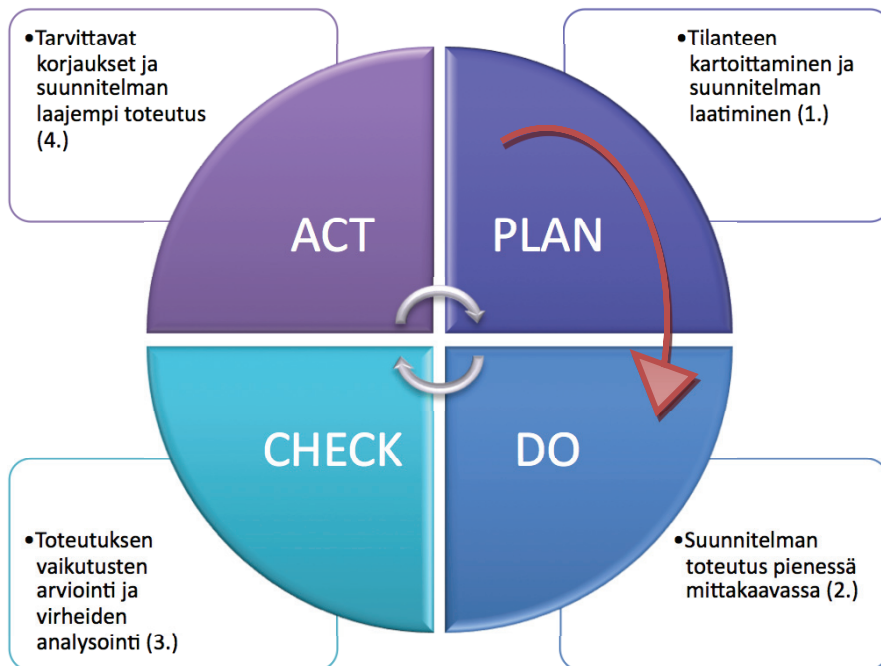 •Tarvittavat
korjaukset ja
suunnitelman
laajempi toteutus
(4.)
•Tilanteen
kartoittaminen ja
suunnitelman
laatiminen (1.)
ACT
PLAN
CHECK
DO
•Toteutuksen
vaikutusten
arviointi ja
virheiden
analysointi (3.)
•Suunnitelman
toteutus pienessä
mittakaavassa (2.)